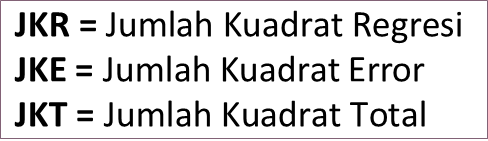 JKR = Jumlah Kuadrat Regresi
JKE = Jumlah Kuadrat Error
JKT = Jumlah Kuadrat Total